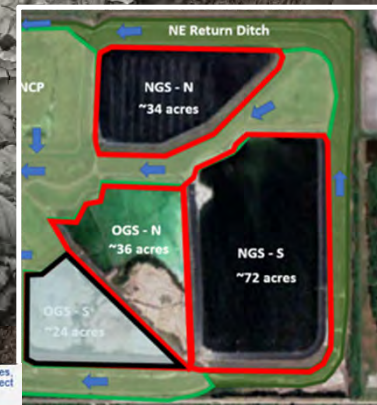 NE Return Ditch
NCP
NGS - N
~34 acres
OGS - N
~36 acres
NGS - S
~72 acres
OGS - S
~24 acres
es,
ect